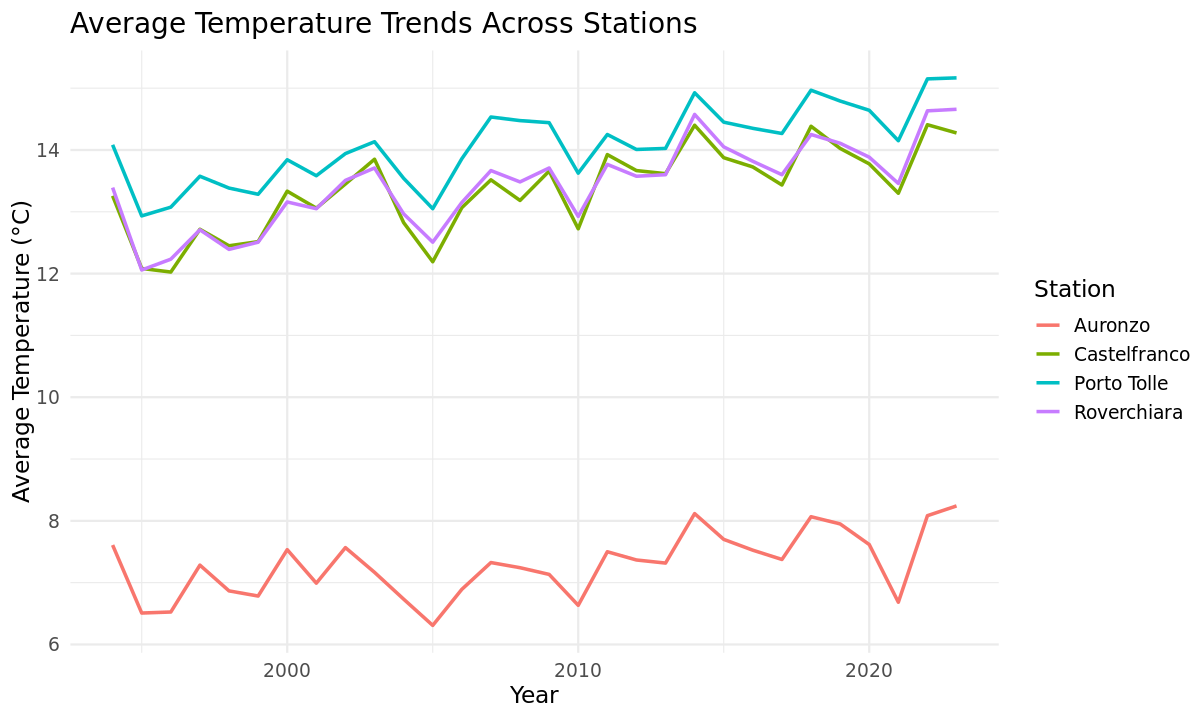 Average Temperature Trends Across Stations
Average Temperature (°C)
14
12
10
8
6
2000
2010
2020
Year
Station
Auronzo
Castelfranco
Porto Tolle
Roverchiara